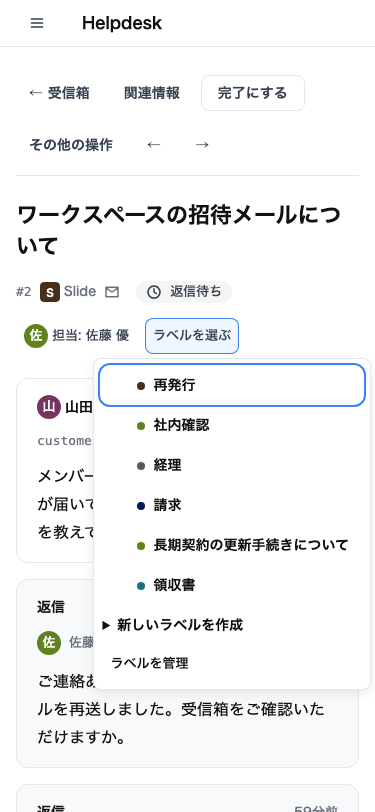 Helpdesk
← 受信箱
関連情報
完了にする
その他の操作
←
→
ワークスペースの招待メールにつ
いて
#2
S
Slide
返信待ち
佐
担当: 佐藤 優
ラベルを選ぶ
再発行
社内確認
経理
請求
長期契約の更新手続きについて
領収書
▶ 新しいラベルを作成
ラベルを管理
山
山田
custome
メンバー
が届いて
を教えて
返信
佐
佐藤
ご連絡あ
ルを再送しました。受信箱をご確認いた
だけますか。
返信
59分前